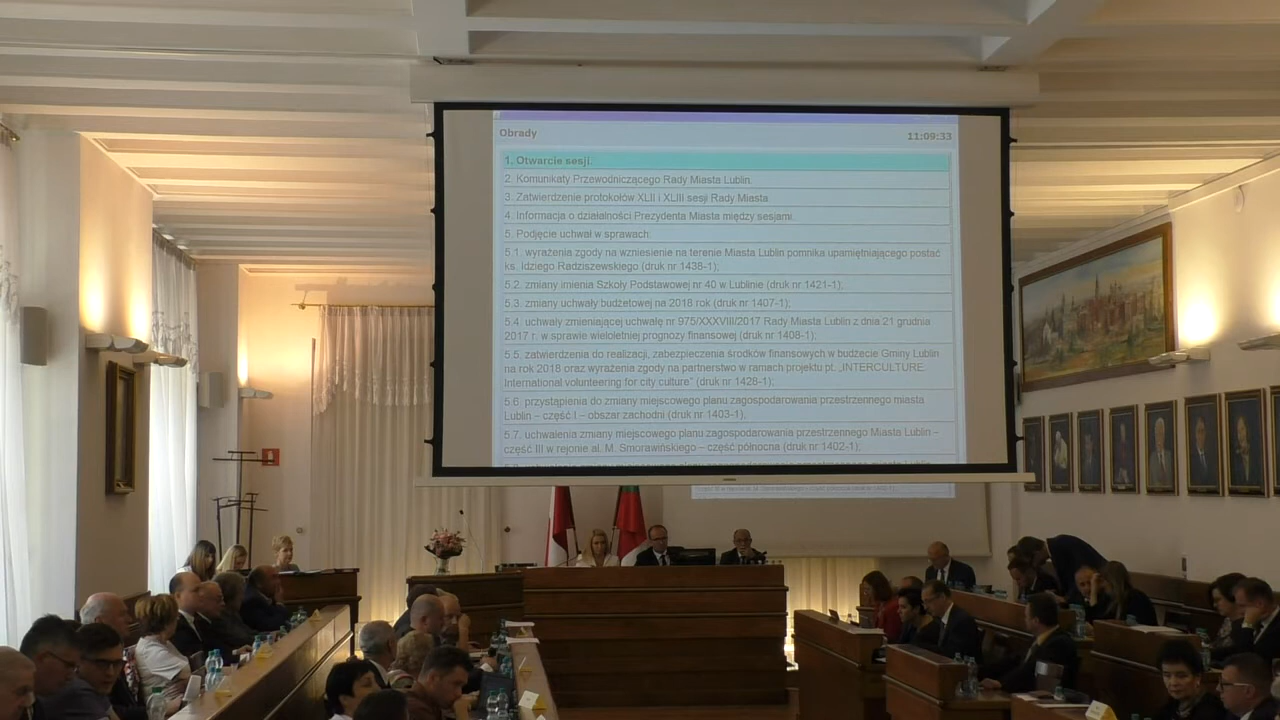 Obrady
11:09:33
1. Otwarcie sesji.
2. Komunikaty Przewodniczącego Rady Miasta Lublin.
3. Zatwierdzenie protokołów XLII i XLIII sesji Rady Miasta
4. Informacja o działalności Prezydenta Miasta między sesjami.
5. Podjęcie uchwał w sprawach:
5.1. wyrażenia zgody na wzniesienie na terenie Miasta Lublin pomnika upamiętniającego postać
ks. Idziego Radziszewskiego (druk nr 1438-1);
5.2. zmiany imienia Szkoły Podstawowej nr 40 w Lublinie (druk nr 1421-1);
5.3. zmiany uchwały budżetowej na 2018 rok (druk nr 1407-1);
5.4. uchwały zmieniającej uchwałę nr 975/XXXVIII/2017 Rady Miasta Lublin z dnia 21 grudnia
2017 r. w sprawie wieloletniej prognozy finansowej (druk nr 1408-1);
5.5. zatwierdzenia do realizacji, zabezpieczenia środków finansowych w budżecie Gminy Lublin
na rok 2018 oraz wyrażenia zgody na partnerstwo w ramach projektu pt. „INTERCULTURE:
International volunteering for city culture” (druk nr 1428-1);
5.6. przystąpienia do zmiany miejscowego planu zagospodarowania przestrzennego miasta
Lublin – część I – obszar zachodni (druk nr 1403-1);
5.7. uchwalenia zmiany miejscowego planu zagospodarowania przestrzennego Miasta Lublin –
część III w rejonie al. M. Smorawińskiego – część północna (druk nr 1402-1);